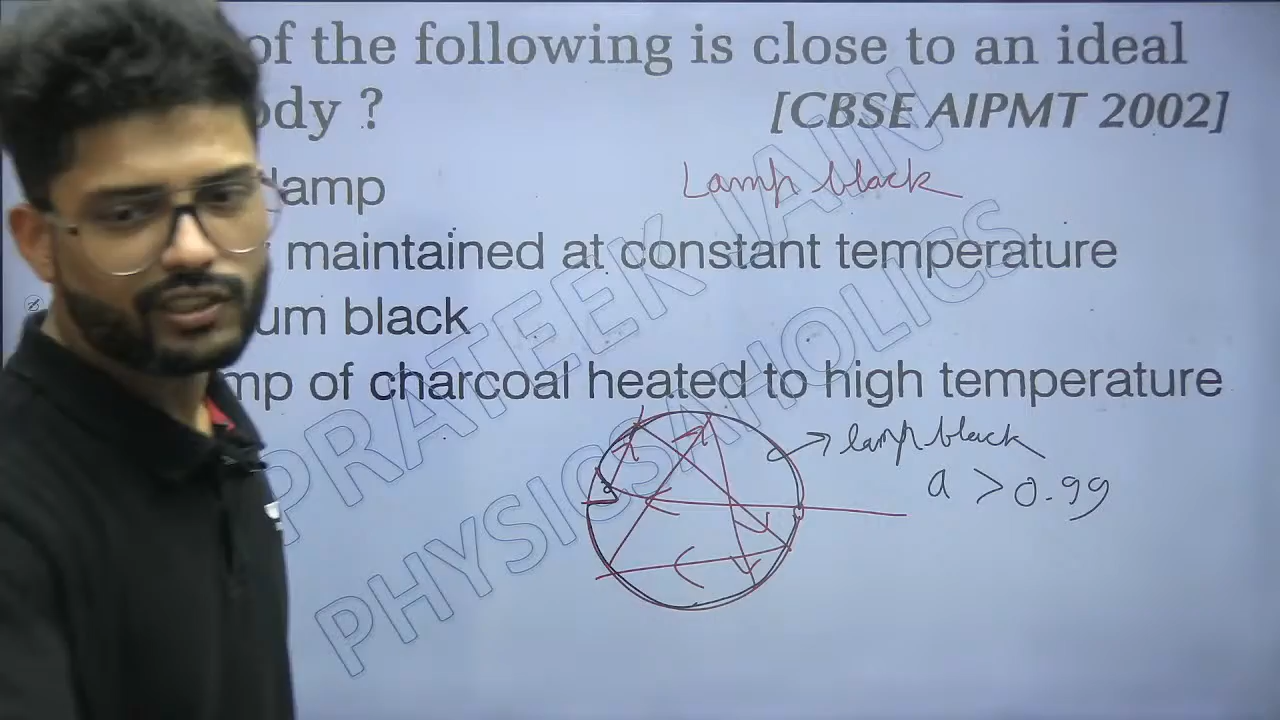 of the following is close to an ideal
ody ? [CBSE AIPMT 2002]
lamp Lamp black
maintained at constant temperature
um black
mp of charcoal heated to high temperature
lamp black
a > 0.99
PRATEEK JAIN
PHYSICSAHOLICS